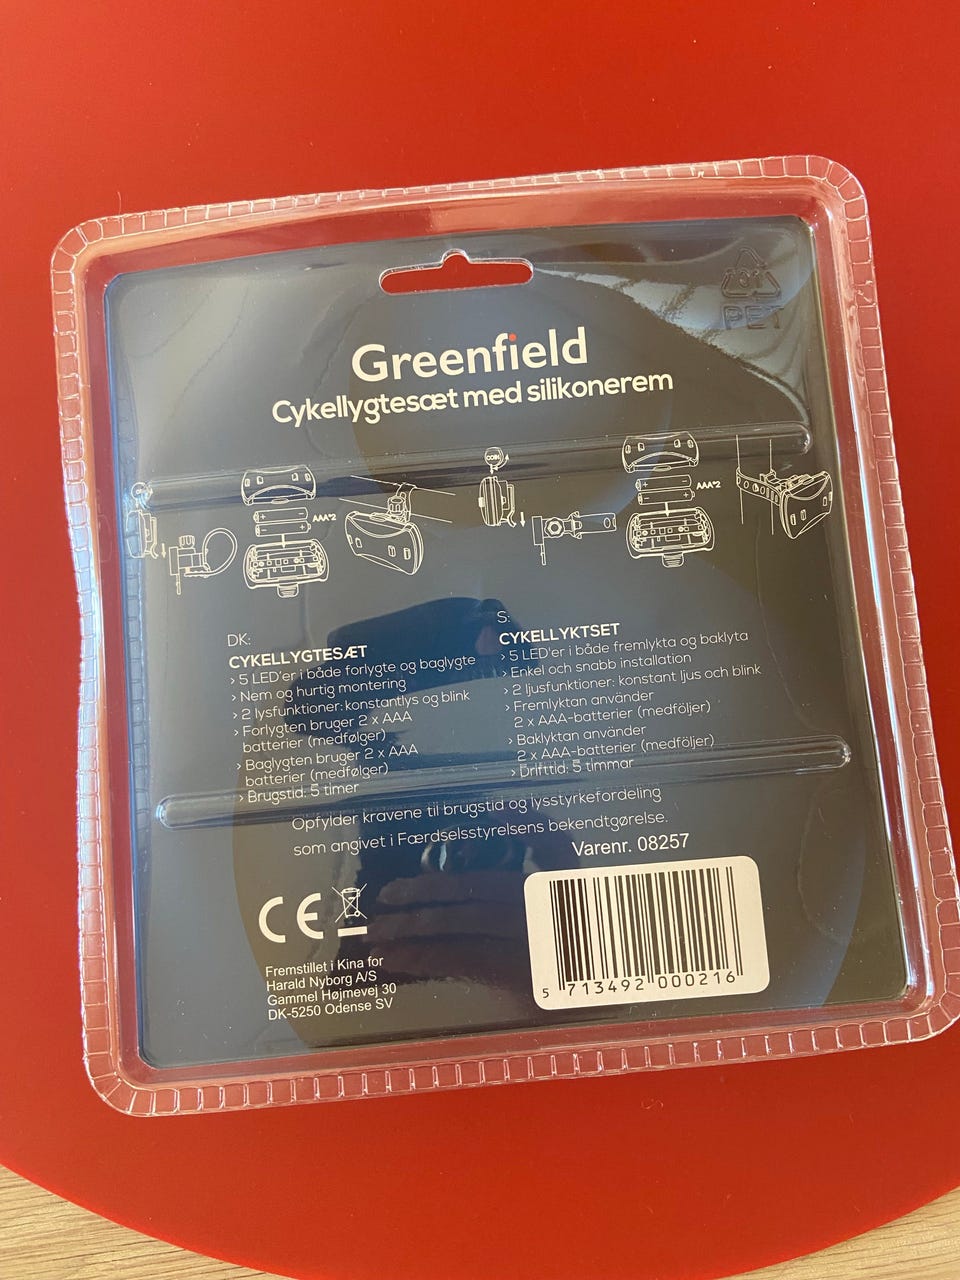 01
PET
Greenfield
Cykellygtesæt med silikonerem
COIN
AAA*2
AAA*2
DK:
CYKELLYGTESÆT
> 5 LED'er i både forlygte og baglygte
> Nem og hurtig montering
> 2 lysfunktioner: konstantlys og blink
> Forlygten bruger 2 x AAA
batterier (medfølger)
> Baglygten bruger 2 x AAA
batterier (medfølger)
> Brugstid: 5 timer
S:
CYKELLYKTSET
> 5 LED'er i både fremlykta og baklyta
> Enkel och snabb installation
> 2 ljusfunktioner: konstant ljus och blink
> Fremlyktan använder
2 x AAA-batterier (medföljer)
> Baklyktan använder
2 x AAA-batterier (medföljer)
> Drifttid: 5 timmar
Opfylder kravene til brugstid og lysstyrkefordeling
som angivet i Færdselsstyrelsens bekendtgørelse.
Varenr. 08257
CE
Fremstillet i Kina for
Harald Nyborg A/S
Gammel Højmevej 30
DK-5250 Odense SV
5 713492 000216